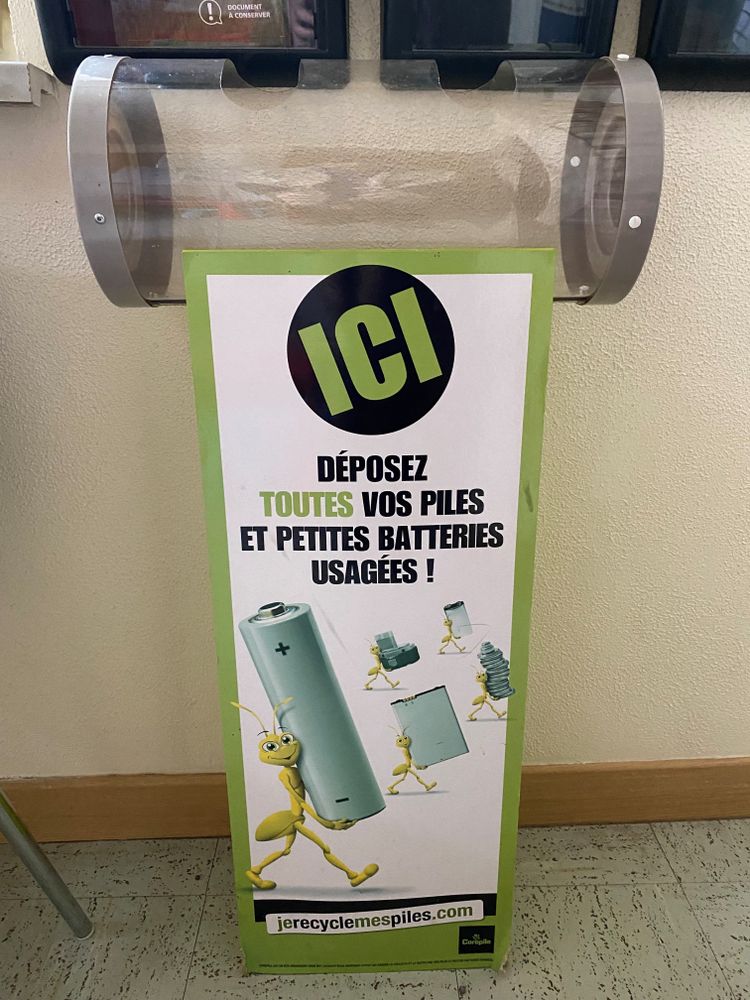 DOCUMENT
À CONSERVER
ICI
DÉPOSEZ
TOUTES VOS PILES
ET PETITES BATTERIES
USAGÉES !
+
-
jerecyclemespiles.com
Corepile